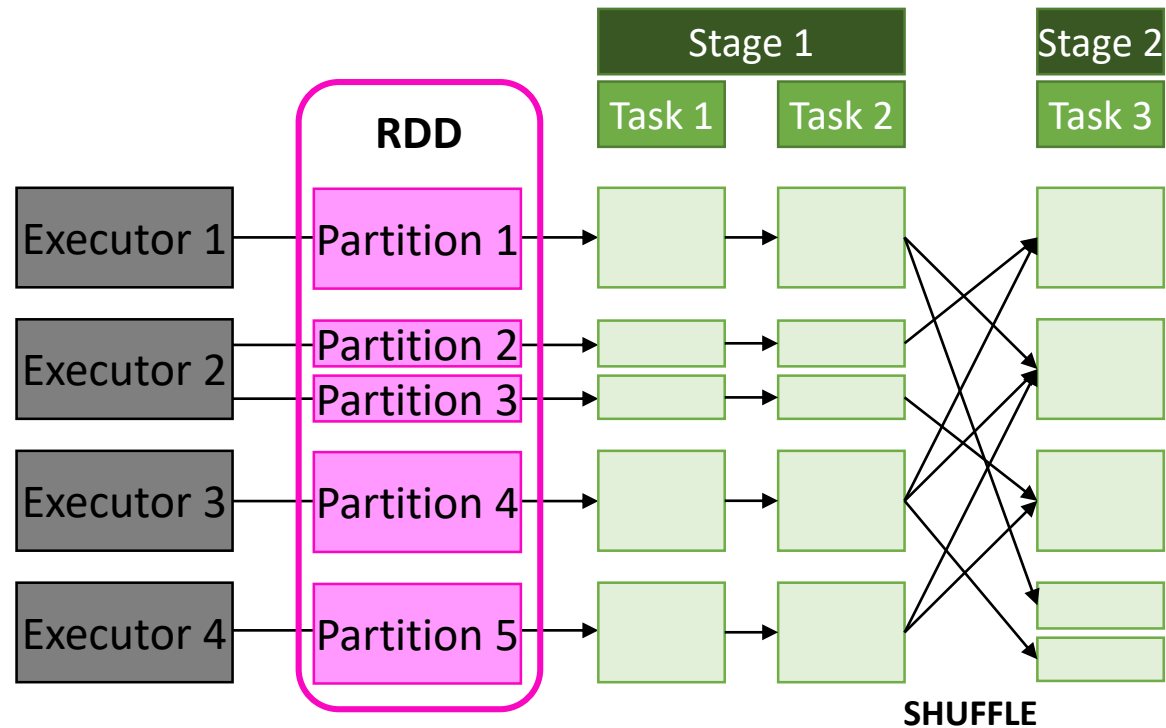 Stage 1
Stage 2
RDD
Task 1
Task 2
Task 3
Executor 1
Partition 1
Executor 2
Partition 2
Partition 3
Executor 3
Partition 4
Executor 4
Partition 5
SHUFFLE